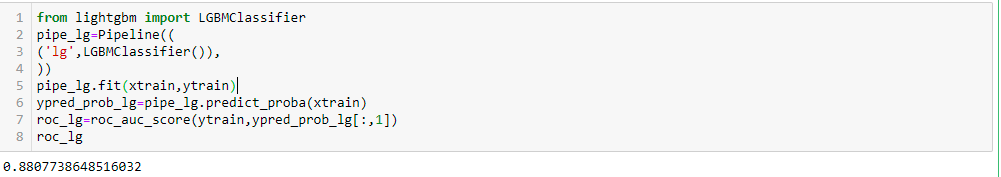 1 from lightgbm import LGBMClassifier
2 pipe_lg=Pipeline((
3 ('lg',LGBMClassifier()),
4 ))
5 pipe_lg.fit(xtrain,ytrain)
6 ypred_prob_lg=pipe_lg.predict_proba(xtrain)
7 roc_lg=roc_auc_score(ytrain,ypred_prob_lg[:,1])
8 roc_lg
0.8807738648516032